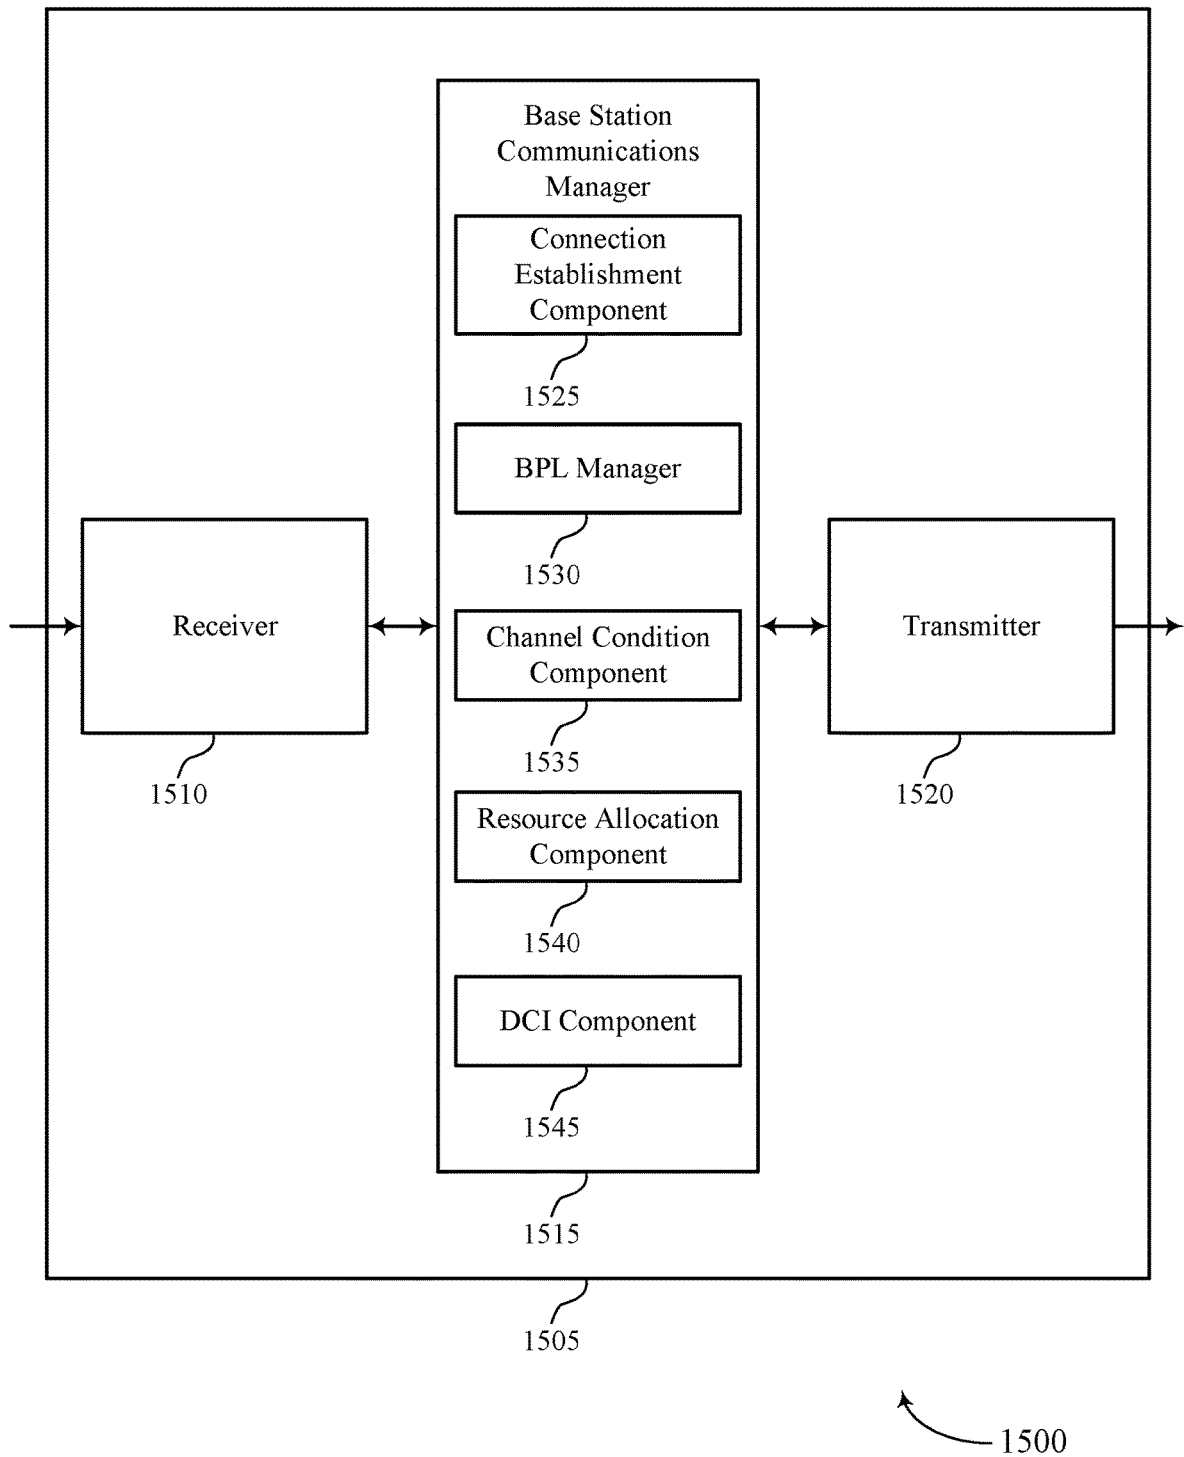 Base Station
Communications
Manager
Connection
Establishment
Component
1525
BPL Manager
1530
Receiver
1510
Channel Condition
Component
1535
Transmitter
1520
Resource Allocation
Component
1540
DCI Component
1545
1515
1505
1500